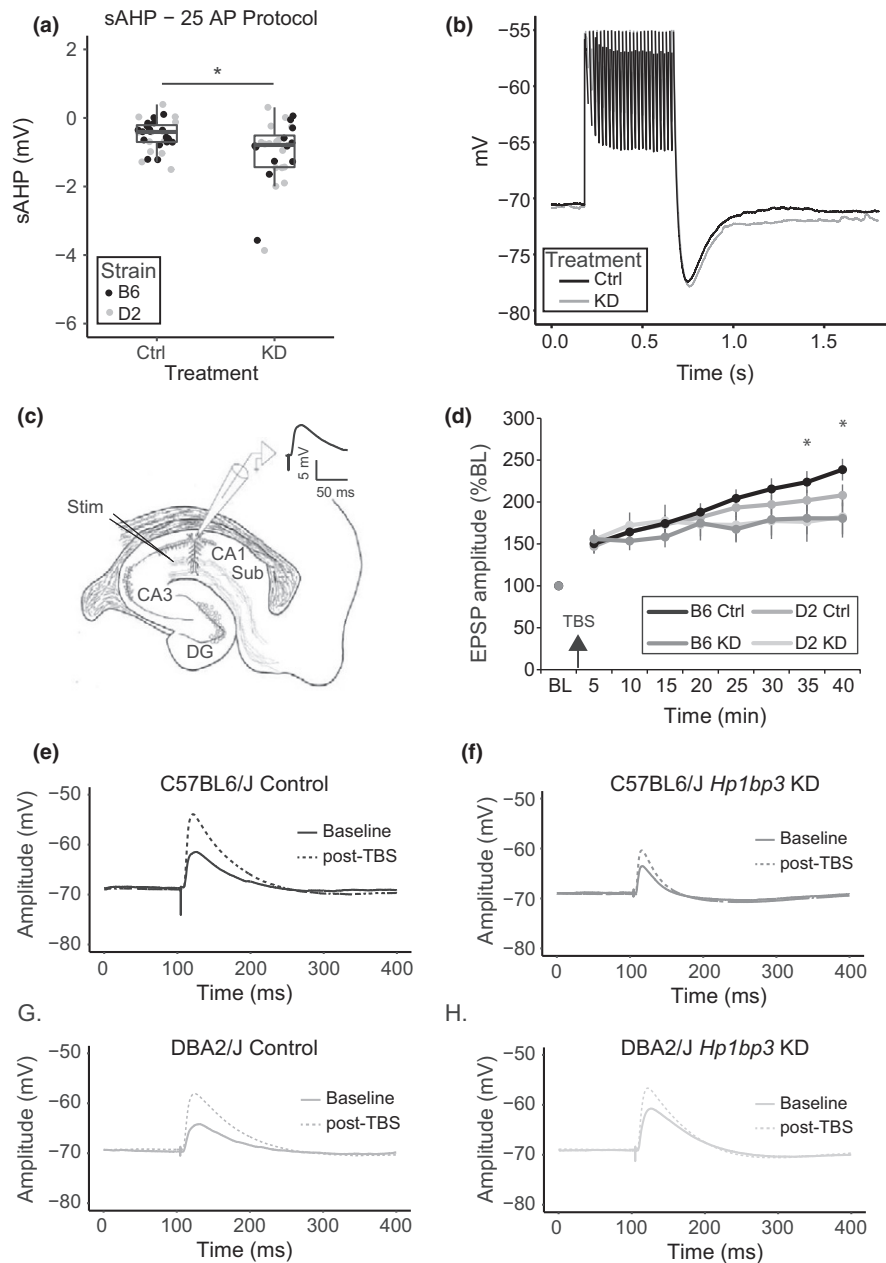 (a)
sAHP − 25 AP Protocol
*
2
0
−2
−4
−6
sAHP (mV)
Strain
B6
D2
Ctrl
KD
Treatment
(b)
−55
−60
−65
−70
−75
−80
mV
Treatment
Ctrl
KD
0.0
0.5
1.0
1.5
Time (s)
(c)
5 mV
50 ms
Stim
CA1
Sub
CA3
DG
(d)
300
250
200
150
100
50
0
EPSP amplitude (%BL)
*
*
TBS
B6 Ctrl
D2 Ctrl
B6 KD
D2 KD
BL
5
10
15
20
25
30
35
40
Time (min)
(e)
C57BL6/J Control
−50
−60
−70
−80
Amplitude (mV)
Baseline
post-TBS
0
100
200
300
400
Time (ms)
(f)
C57BL6/J Hp1bp3 KD
−50
−60
−70
−80
Amplitude (mV)
Baseline
post-TBS
0
100
200
300
400
Time (ms)
G.
DBA2/J Control
−50
−60
−70
−80
Amplitude (mV)
Baseline
post-TBS
0
100
200
300
400
Time (ms)
H.
DBA2/J Hp1bp3 KD
−50
−60
−70
−80
Amplitude (mV)
Baseline
post-TBS
0
100
200
300
400
Time (ms)